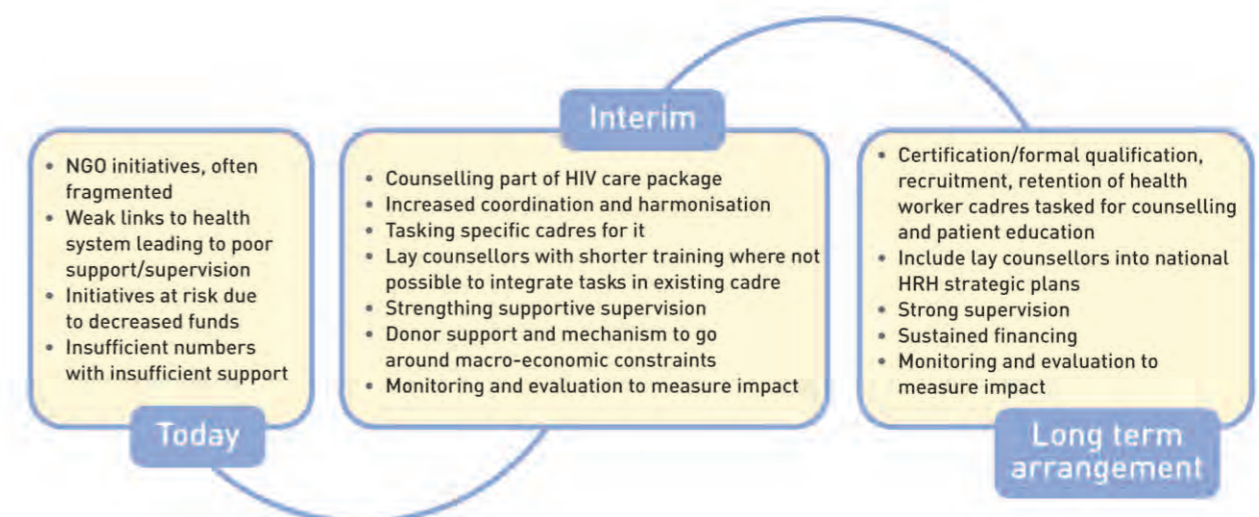 • NGO initiatives, often
fragmented
• Weak links to health
system leading to poor
support/supervision
• Initiatives at risk due
to decreased funds
• Insufficient numbers
with insufficient support
Today
Interim
• Counselling part of HIV care package
• Increased coordination and harmonisation
• Tasking specific cadres for it
• Lay counsellors with shorter training where not
possible to integrate tasks in existing cadre
• Strengthing supportive supervision
• Donor support and mechanism to go
around macro-economic constraints
• Monitoring and evaluation to measure impact
• Certification/formal qualification,
recruitment, retention of health
worker cadres tasked for counselling
and patient education
• Include lay counsellors into national
HRH strategic plans
• Strong supervision
• Sustained financing
• Monitoring and evaluation to
measure impact
Long term
arrangement